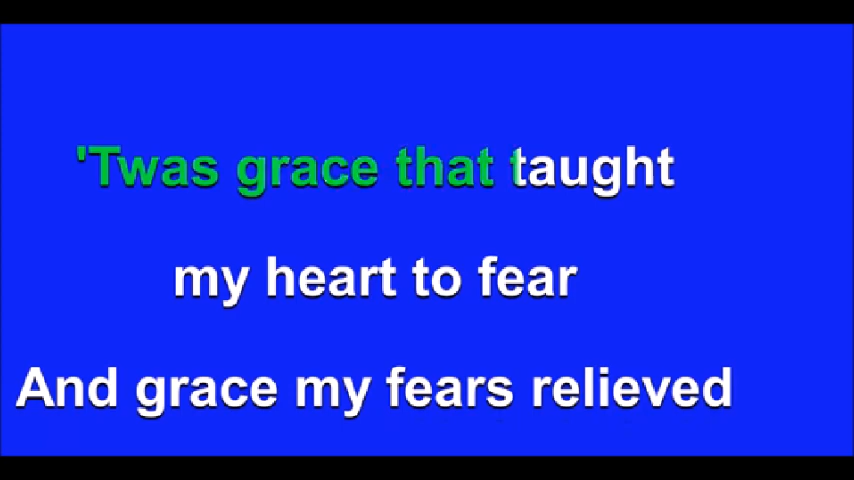 'Twas grace that taught
my heart to fear
And grace my fears relieved